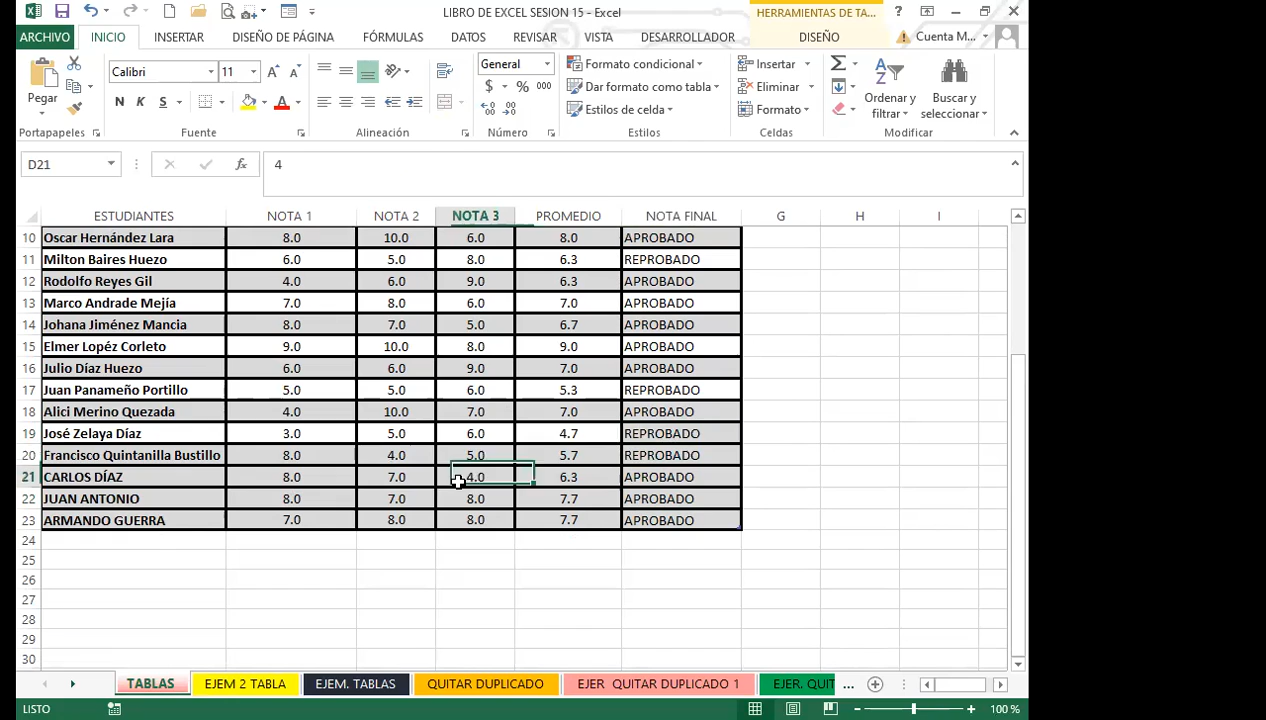 LIBRO DE EXCEL SESION 15 - Excel
HERRAMIENTAS DE TA...
?
ARCHIVO INICIO INSERTAR DISEÑO DE PÁGINA FÓRMULAS DATOS REVISAR VISTA DESARROLLADOR DISEÑO Cuenta M...
Pegar
Calibri 11
General
Formato condicional
Insertar
N K S
$ % 000
Dar formato como tabla
Eliminar
Ordenar y filtrar
Buscar y seleccionar
Estilos de celda
Formato
Portapapeles Fuente Alineación Número Estilos Celdas Modificar
D21 fx 4
ESTUDIANTES NOTA 1 NOTA 2 NOTA 3 PROMEDIO NOTA FINAL G H I
10 Oscar Hernández Lara 8.0 10.0 6.0 8.0 APROBADO
11 Milton Baires Huezo 6.0 5.0 8.0 6.3 REPROBADO
12 Rodolfo Reyes Gil 4.0 6.0 9.0 6.3 APROBADO
13 Marco Andrade Mejía 7.0 8.0 6.0 7.0 APROBADO
14 Johana Jiménez Mancia 8.0 7.0 5.0 6.7 APROBADO
15 Elmer Lopéz Corleto 9.0 10.0 8.0 9.0 APROBADO
16 Julio Díaz Huezo 6.0 6.0 9.0 7.0 APROBADO
17 Juan Panameño Portillo 5.0 5.0 6.0 5.3 REPROBADO
18 Alici Merino Quezada 4.0 10.0 7.0 7.0 APROBADO
19 José Zelaya Díaz 3.0 5.0 6.0 4.7 REPROBADO
20 Francisco Quintanilla Bustillo 8.0 4.0 5.0 5.7 REPROBADO
21 CARLOS DÍAZ 8.0 7.0 4.0 6.3 APROBADO
22 JUAN ANTONIO 8.0 7.0 8.0 7.7 APROBADO
23 ARMANDO GUERRA 7.0 8.0 8.0 7.7 APROBADO
24
25
26
27
28
29
30
TABLAS EJEM 2 TABLA EJEM. TABLAS QUITAR DUPLICADO EJER QUITAR DUPLICADO 1 EJER. QUIT ...
LISTO 100 %